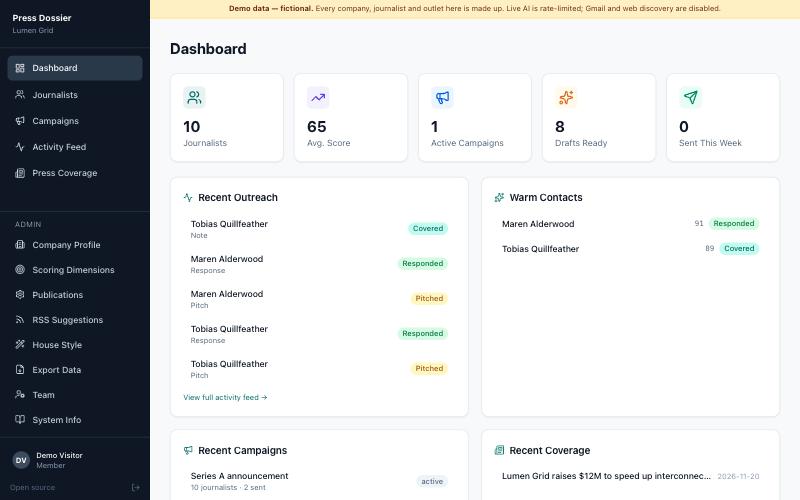 Demo data — fictional. Every company, journalist and outlet here is made up. Live AI is rate-limited; Gmail and web discovery are disabled.
Press Dossier
Lumen Grid
Dashboard
Journalists
Campaigns
Activity Feed
Press Coverage
ADMIN
Company Profile
Scoring Dimensions
Publications
RSS Suggestions
House Style
Export Data
Team
System Info
DV
Demo Visitor
Member
Open source
Dashboard
10
Journalists
65
Avg. Score
1
Active Campaigns
8
Drafts Ready
0
Sent This Week
Recent Outreach
Tobias Quillfeather
Note
Covered
Maren Alderwood
Response
Responded
Maren Alderwood
Pitch
Pitched
Tobias Quillfeather
Response
Responded
Tobias Quillfeather
Pitch
Pitched
View full activity feed →
Warm Contacts
Maren Alderwood 91 Responded
Tobias Quillfeather 89 Covered
Recent Campaigns
Series A announcement
10 journalists · 2 sent
active
Recent Coverage
Lumen Grid raises $12M to speed up interconnec... 2026-11-20